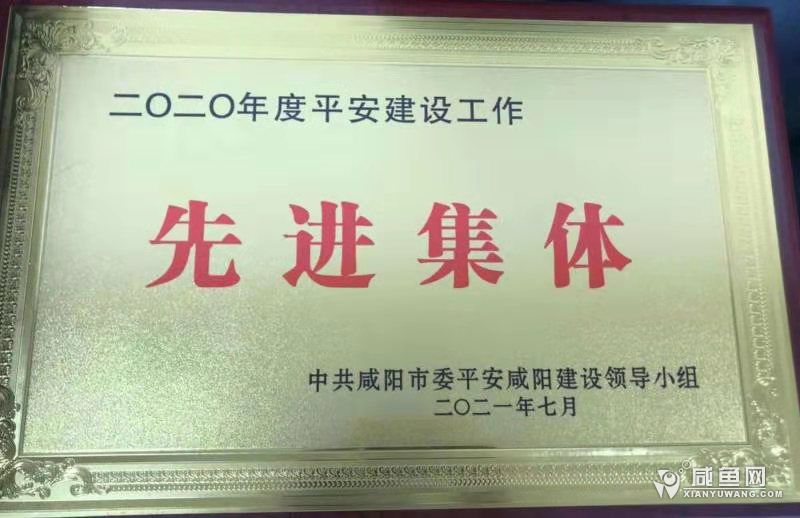 二〇二〇年度平安建设工作
先进集体
中共咸阳市委平安咸阳建设领导小组
二〇二一年七月
咸鱼网
XIANYUWANG.COM